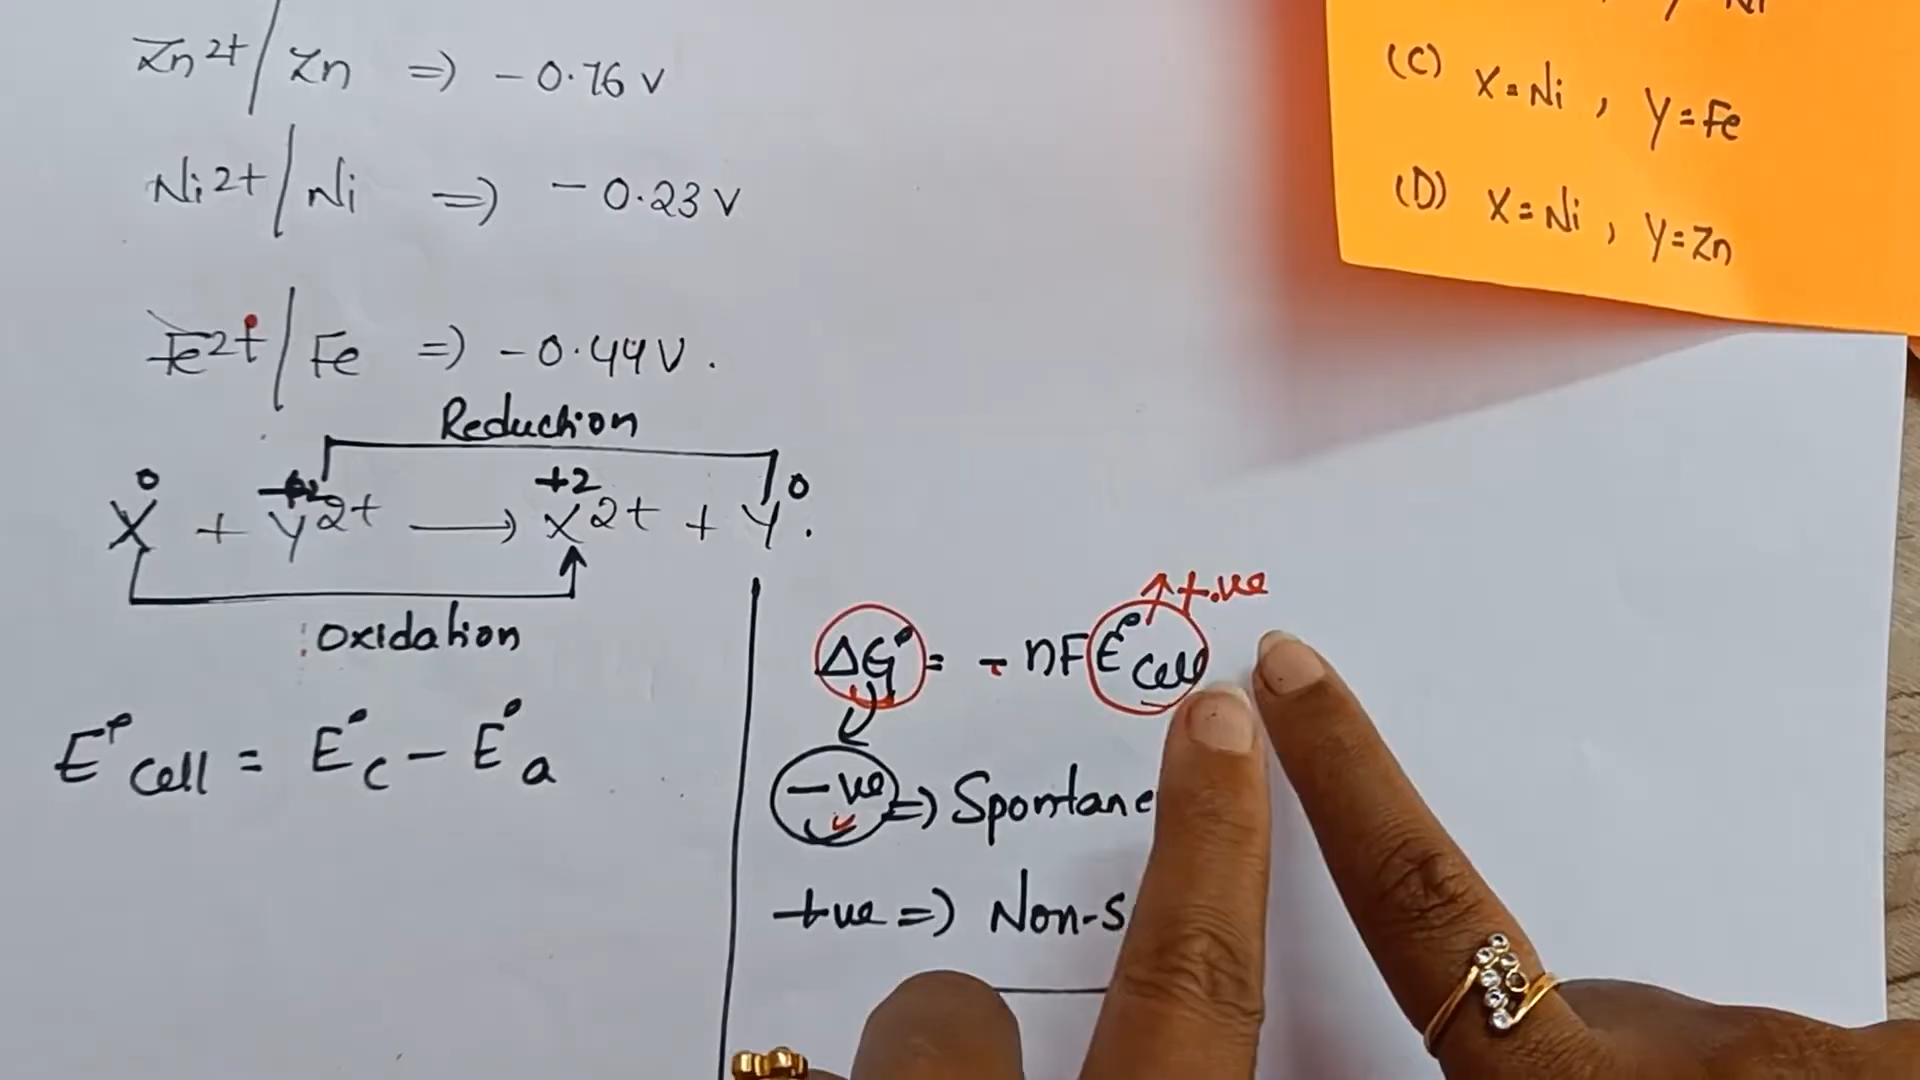 Zn2+/Zn => -0.76 V
Ni2+/Ni => -0.23 V
Fe2+/Fe => -0.44 V.
Reduction
0 +2 +2 0
X + Y2+ → X2+ + Y.
Oxidation
E°cell = E°c - E°a
↑ +ve
ΔG° = - nFE°cell
-ve => Spontane
+ve => Non-s
Y Ni
(C) X=Ni, Y=Fe
(D) X=Ni, Y=Zn